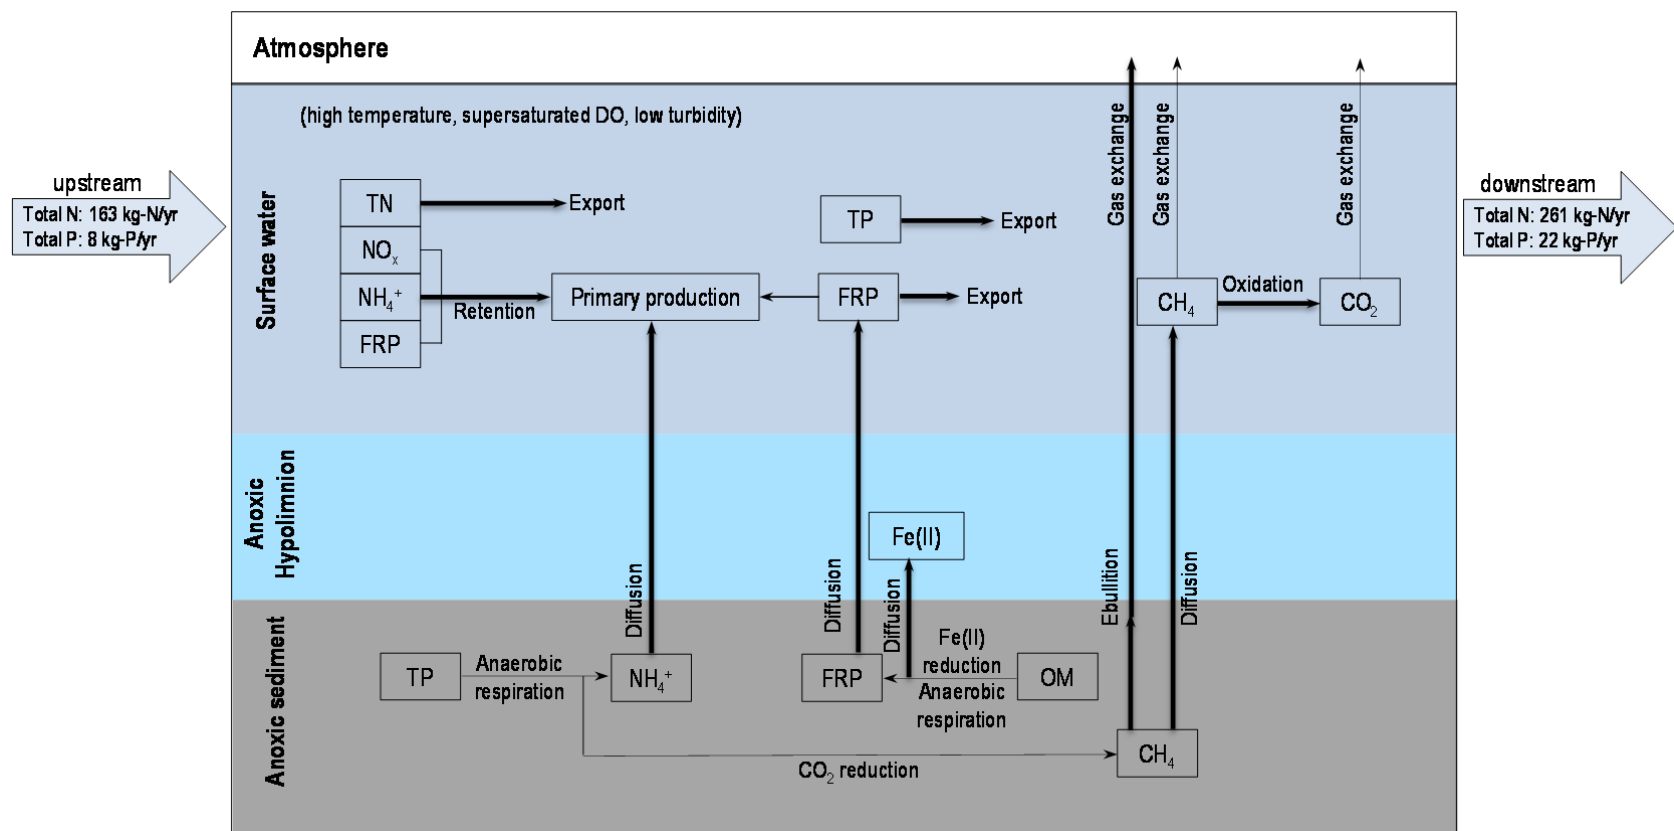 Atmosphere
(high temperature, supersaturated DO, low turbidity)
Surface water
upstream
Total N: 163 kg-N/yr
Total P: 8 kg-P/yr
TN
Export
NOₓ
NH₄⁺
Retention
FRP
Primary production
TP
Export
FRP
Export
Gas exchange
Gas exchange
Gas exchange
CH₄
Oxidation
CO₂
downstream
Total N: 261 kg-N/yr
Total P: 22 kg-P/yr
Anoxic
Hypolimnion
Fe(II)
Diffusion
Diffusion
Diffusion
Ebullition
Diffusion
Anoxic sediment
TP
Anaerobic
respiration
NH₄⁺
FRP
Fe(II)
reduction
Anaerobic
respiration
OM
CO₂ reduction
CH₄